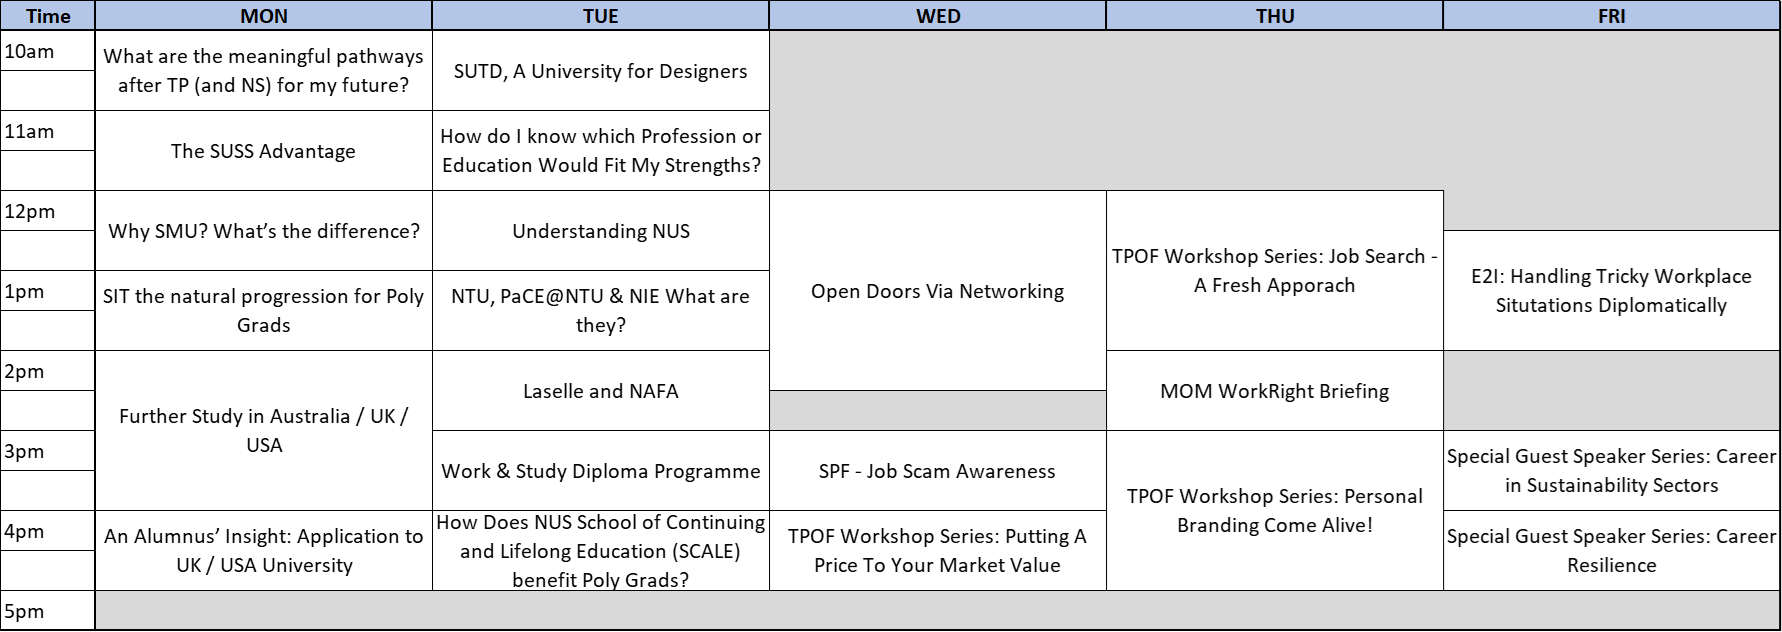 Time MON TUE WED THU FRI
10am
What are the meaningful pathways
after TP (and NS) for my future?
SUTD, A University for Designers
11am
The SUSS Advantage
How do I know which Profession or
Education Would Fit My Strengths?
12pm
Why SMU? What’s the difference?
Understanding NUS
Open Doors Via Networking
TPOF Workshop Series: Job Search -
A Fresh Apporach
E2I: Handling Tricky Workplace
Situtations Diplomatically
1pm
SIT the natural progression for Poly
Grads
NTU, PaCE@NTU & NIE What are
they?
2pm
Further Study in Australia / UK /
USA
Laselle and NAFA
MOM WorkRight Briefing
3pm
Work & Study Diploma Programme
SPF - Job Scam Awareness
TPOF Workshop Series: Personal
Branding Come Alive!
Special Guest Speaker Series: Career
in Sustainability Sectors
4pm
An Alumnus’ Insight: Application to
UK / USA University
How Does NUS School of Continuing
and Lifelong Education (SCALE)
benefit Poly Grads?
TPOF Workshop Series: Putting A
Price To Your Market Value
Special Guest Speaker Series: Career
Resilience
5pm